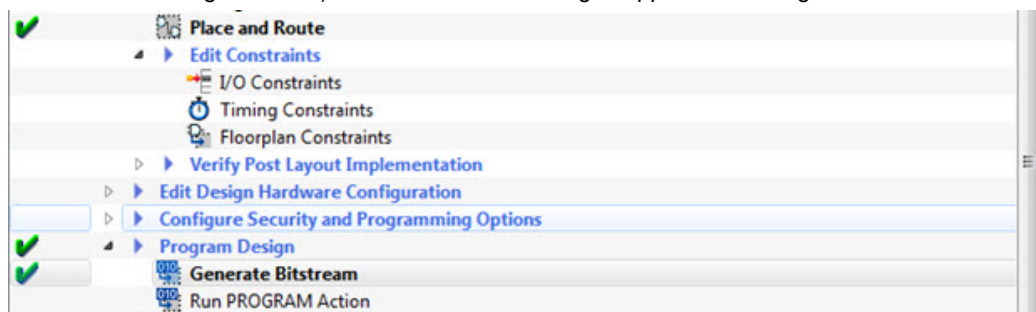 Place and Route
Edit Constraints
I/O Constraints
Timing Constraints
Floorplan Constraints
Verify Post Layout Implementation
Edit Design Hardware Configuration
Configure Security and Programming Options
Program Design
Generate Bitstream
Run PROGRAM Action